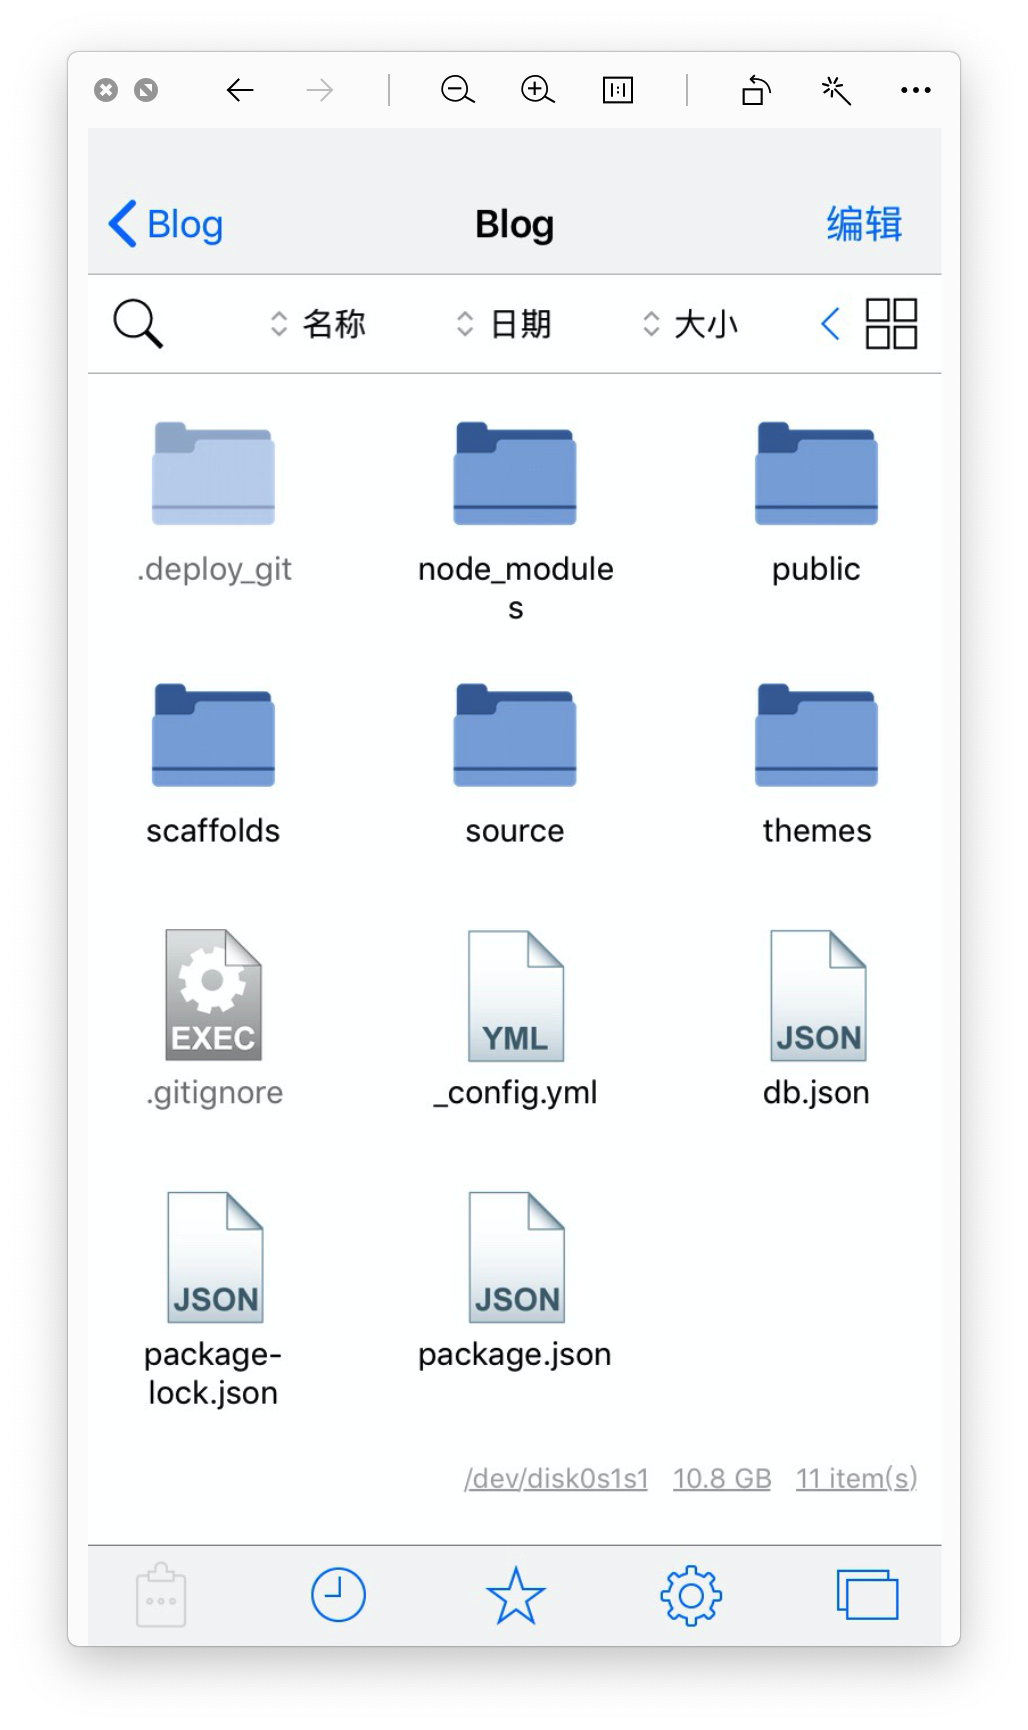 Blog
Blog
编辑
名称
日期
大小
.deploy_git
node_module
s
public
scaffolds
source
themes
EXEC
.gitignore
YML
_config.yml
JSON
db.json
JSON
package-
lock.json
JSON
package.json
/dev/disk0s1s1 10.8 GB 11 item(s)